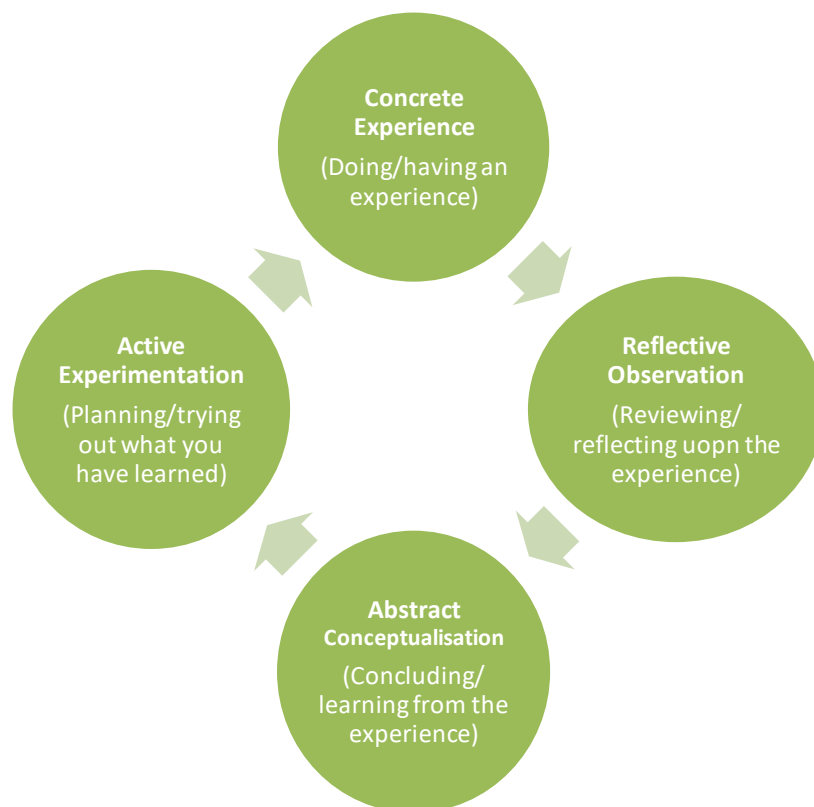 Concrete
Experience
(Doing/having an
experience)
Reflective
Observation
(Reviewing/
reflecting uopn the
experience)
Abstract
Conceptualisation
(Concluding/
learning from the
experience)
Active
Experimentation
(Planning/trying
out what you
have learned)